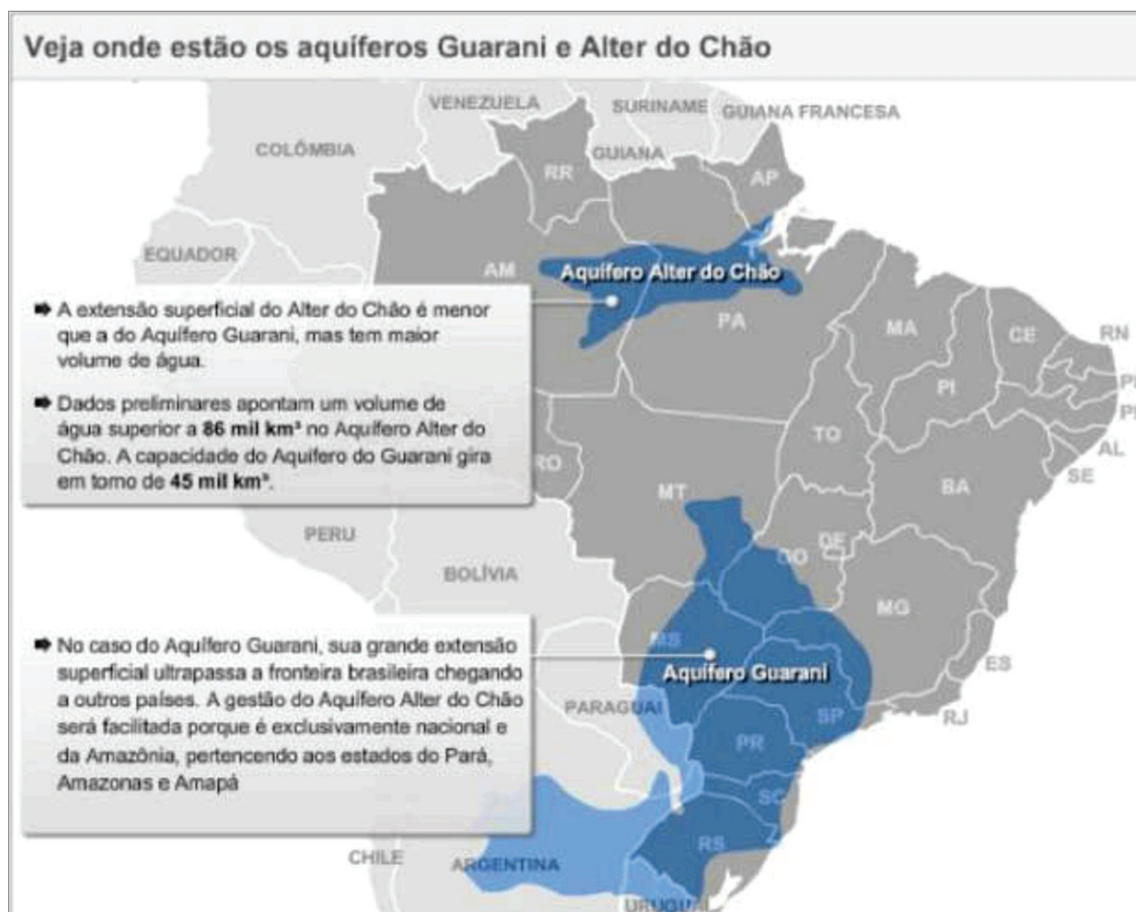 Veja onde estão os aquíferos Guarani e Alter do Chão
VENEZUELA
SURINAME
GUIANA FRANCESA
COLÔMBIA
GUIANA
RR
AP
EQUADOR
AM
Aquífero Alter do Chão
➡ A extensão superficial do Alter do Chão é menor
que a do Aquífero Guarani, mas tem maior
volume de água.
➡ Dados preliminares apontam um volume de
água superior a 86 mil km³ no Aquífero Alter do
Chão. A capacidade do Aquífero do Guarani gira
em torno de 45 mil km³.
PA
MA
CE
RN
PI
TO
AL
SE
RO
MT
BA
PERU
DF
GO
BOLÍVIA
MG
MS
ES
Aquífero Guarani
➡ No caso do Aquífero Guarani, sua grande extensão
superficial ultrapassa a fronteira brasileira chegando
a outros países. A gestão do Aquífero Alter do Chão
será facilitada porque é exclusivamente nacional e
da Amazônia, pertencendo aos estados do Pará,
Amazonas e Amapá
PARAGUAI
SP
RJ
PR
SC
RS
CHILE
ARGENTINA
URUGUAI